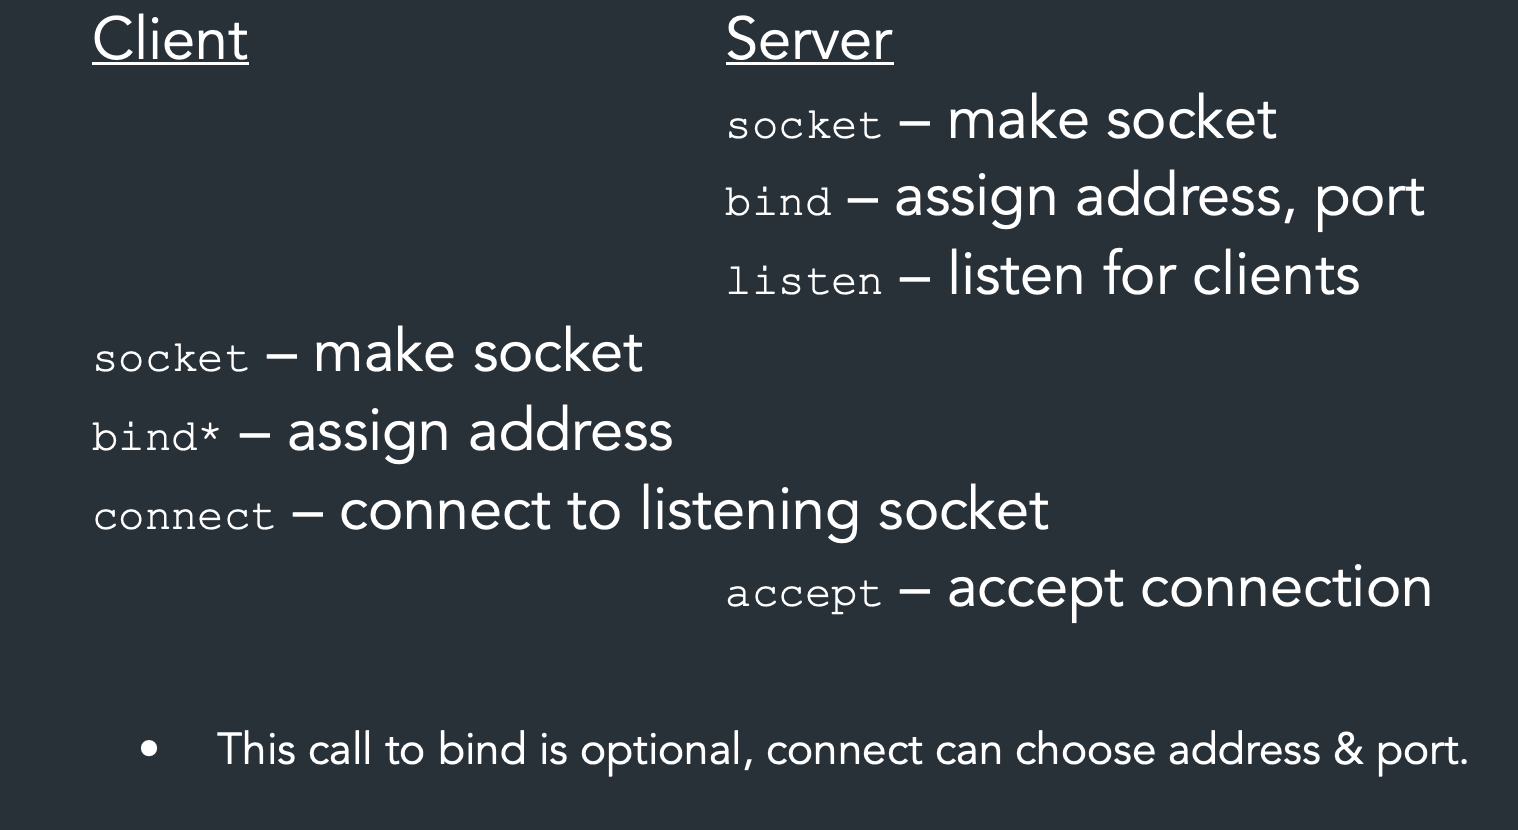 Client
Server
socket – make socket
bind – assign address, port
listen – listen for clients
socket – make socket
bind* – assign address
connect – connect to listening socket
accept – accept connection
• This call to bind is optional, connect can choose address & port.